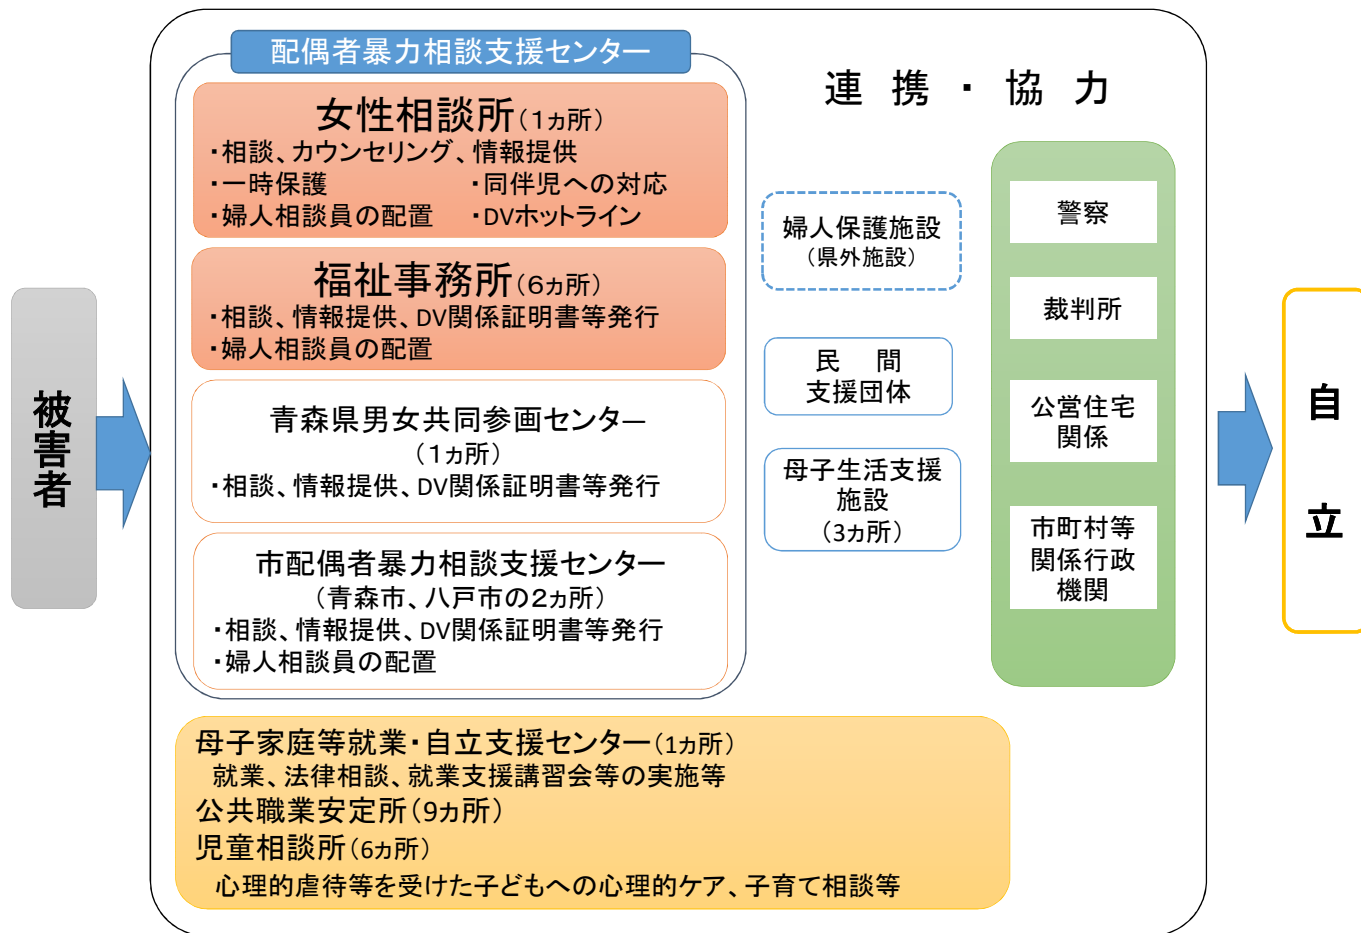 被害者
配偶者暴力相談支援センター
女性相談所(1ヵ所)
・相談、カウンセリング、情報提供
・一時保護 ・同伴児への対応
・婦人相談員の配置 ・DVホットライン
福祉事務所(6ヵ所)
・相談、情報提供、DV関係証明書等発行
・婦人相談員の配置
青森県男女共同参画センター
(1ヵ所)
・相談、情報提供、DV関係証明書等発行
市配偶者暴力相談支援センター
(青森市、八戸市の2ヵ所)
・相談、情報提供、DV関係証明書等発行
・婦人相談員の配置
連携・協力
婦人保護施設
(県外施設)
民間
支援団体
母子生活支援
施設
(3ヵ所)
警察
裁判所
公営住宅
関係
市町村等
関係行政
機関
母子家庭等就業・自立支援センター(1ヵ所)
就業、法律相談、就業支援講習会等の実施等
公共職業安定所(9ヵ所)
児童相談所(6ヵ所)
心理的虐待等を受けた子どもへの心理的ケア、子育て相談等
自立